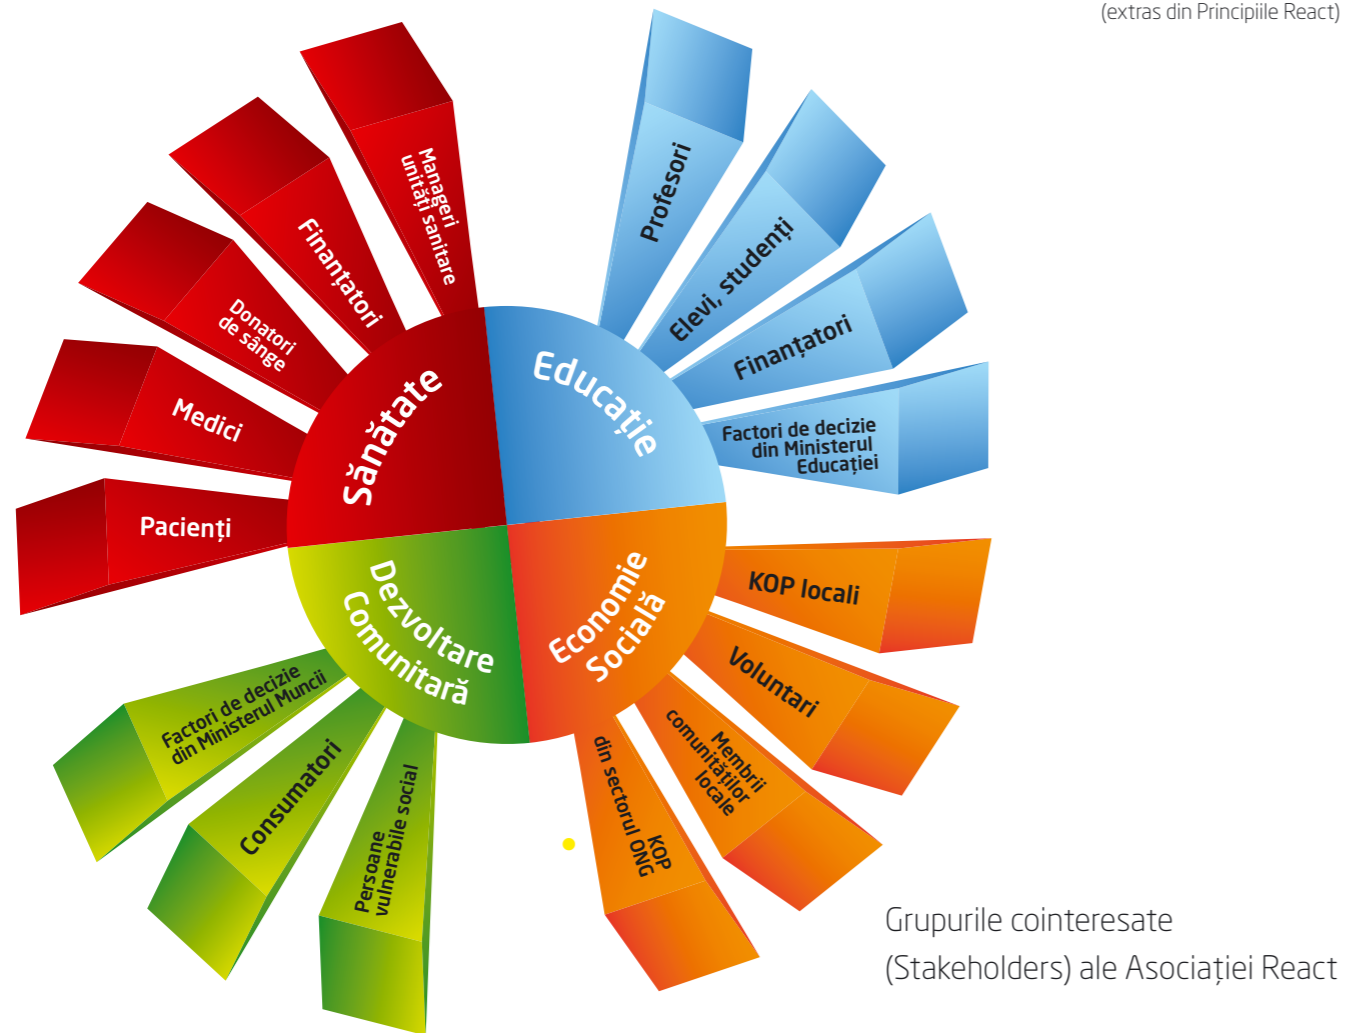 (extras din Principiile React)
Manageri
unități sanitare
Finanțatori
Donatori
de sânge
Medici
Pacienți
Sănătate
Profesori
Elevi, studenți
Finanțatori
Factori de decizie
din Ministerul
Educației
Educație
KOP locali
Voluntari
Membrii
comunităților
locale
KOP
din sectorul ONG
Economie
Socială
Dezvoltare
Comunitară
Factori de decizie
din Ministerul Muncii
Consumatori
Persoane
vulnerabile social
Grupurile cointeresate
(Stakeholders) ale Asociației React